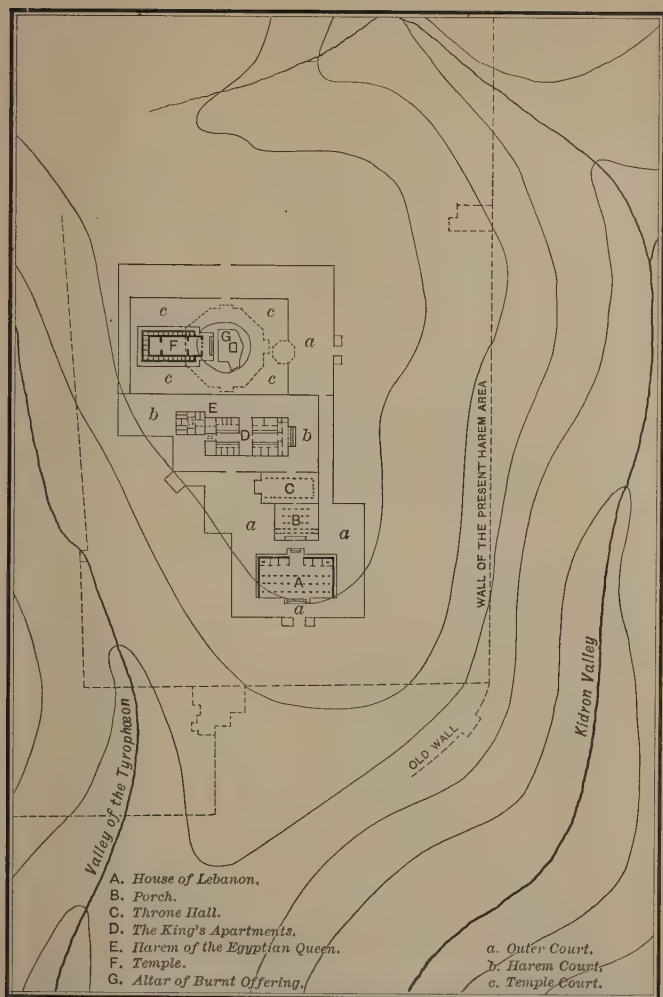 c
c
F
G
a
c
c
E
b
D
b
C
B
a
a
A
a
WALL OF THE PRESENT HAREM AREA
Kidron Valley
OLD WALL
Valley of the Tyrophœon
A. House of Lebanon.
B. Porch.
C. Throne Hall.
D. The King's Apartments.
E. Harem of the Egyptian Queen.
F. Temple.
G. Altar of Burnt Offering.
a. Outer Court.
b. Harem Court.
c. Temple Court.